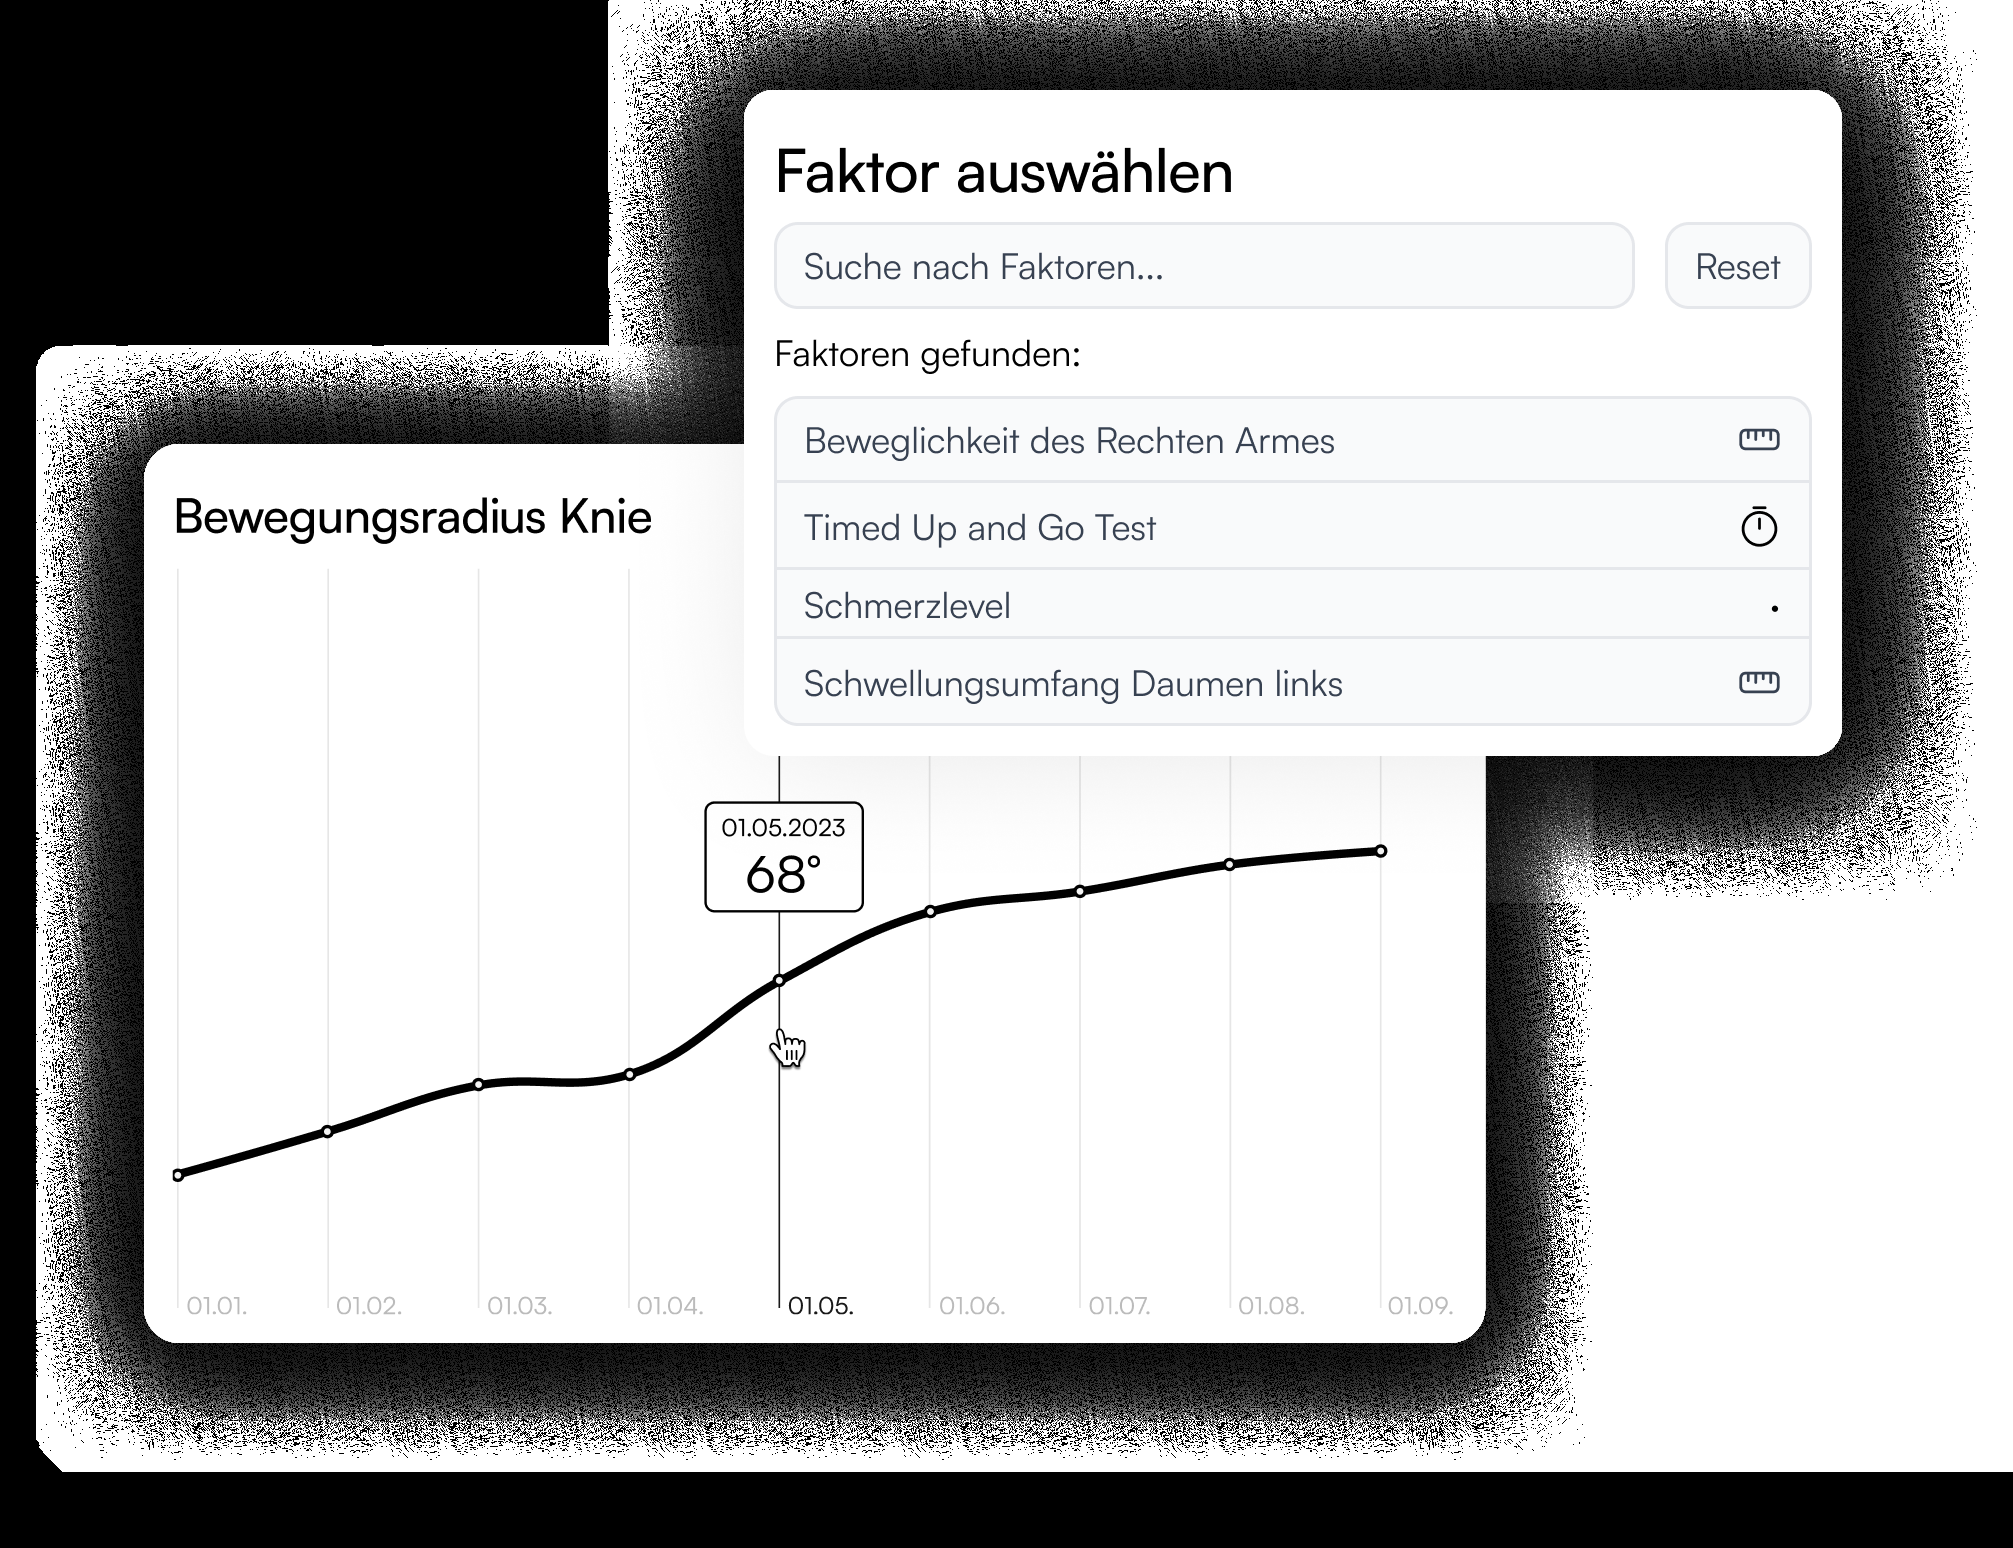 Faktor auswählen
Suche nach Faktoren...
Reset
Faktoren gefunden:
Beweglichkeit des Rechten Armes
Timed Up and Go Test
Schmerzlevel
Schwellungsumfang Daumen links
Bewegungsradius Knie
01.05.2023
68°
01.01. 01.02. 01.03. 01.04. 01.05. 01.06. 01.07. 01.08. 01.09.